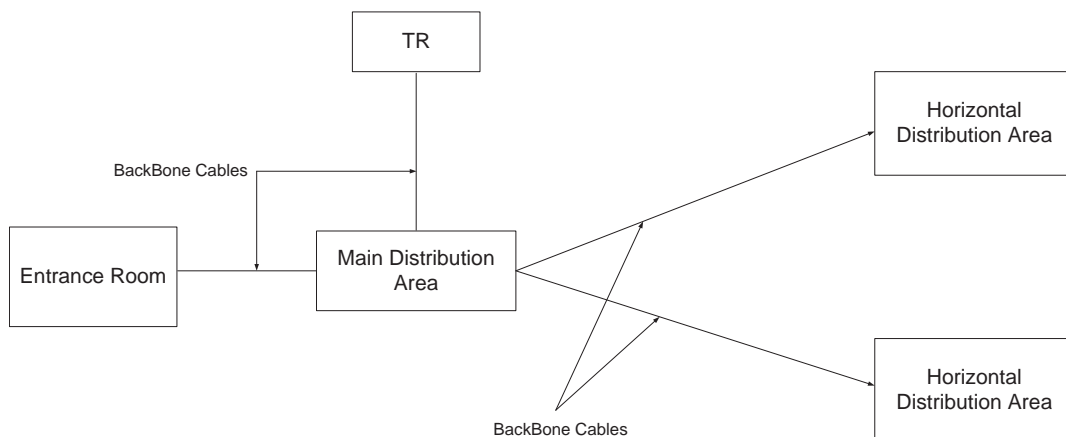 TR
Horizontal
Distribution Area
BackBone Cables
Main Distribution
Area
Entrance Room
Horizontal
Distribution Area
BackBone Cables